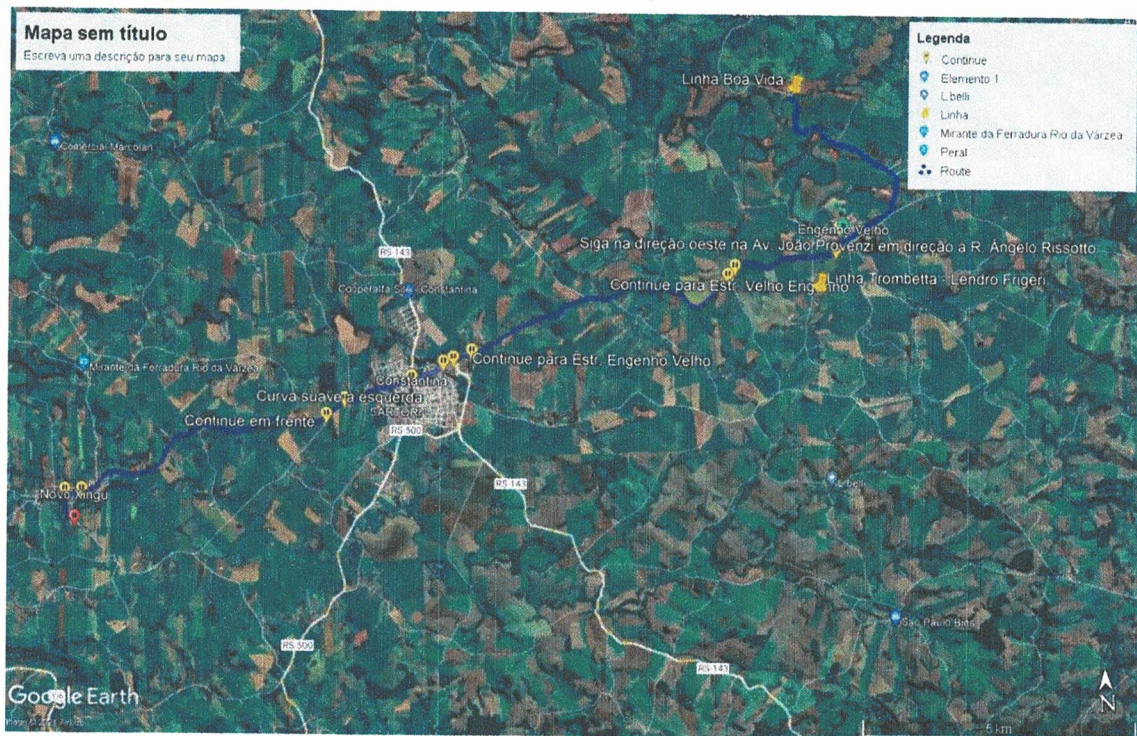 Mapa sem título
Escreva uma descrição para seu mapa
Legenda
Continue
Elemento 1
L.belli
Linha
Mirante da Ferradura Rio da Várzea
Peral
Route
Linha Boa Vida
Comercial Marcolan
Engenho Velho
Siga na direção oeste na Av. João Provenzi em direção a R. Ângelo Rissotto
RS-143
Continue para Estr. Velho Engenho
Linha Trombetta - Lendro Frigeri
Cooperalfa Silo - Constantina
Mirante da Ferradura Rio da Várzea
Continue para Estr. Engenho Velho
Constantina
Curva suave à esquerda
Continue em frente
RS-500
RS-143
L.belli
Novo Xingu
São Paulo Bids
RS-500
RS-143
Google Earth
N
5 km